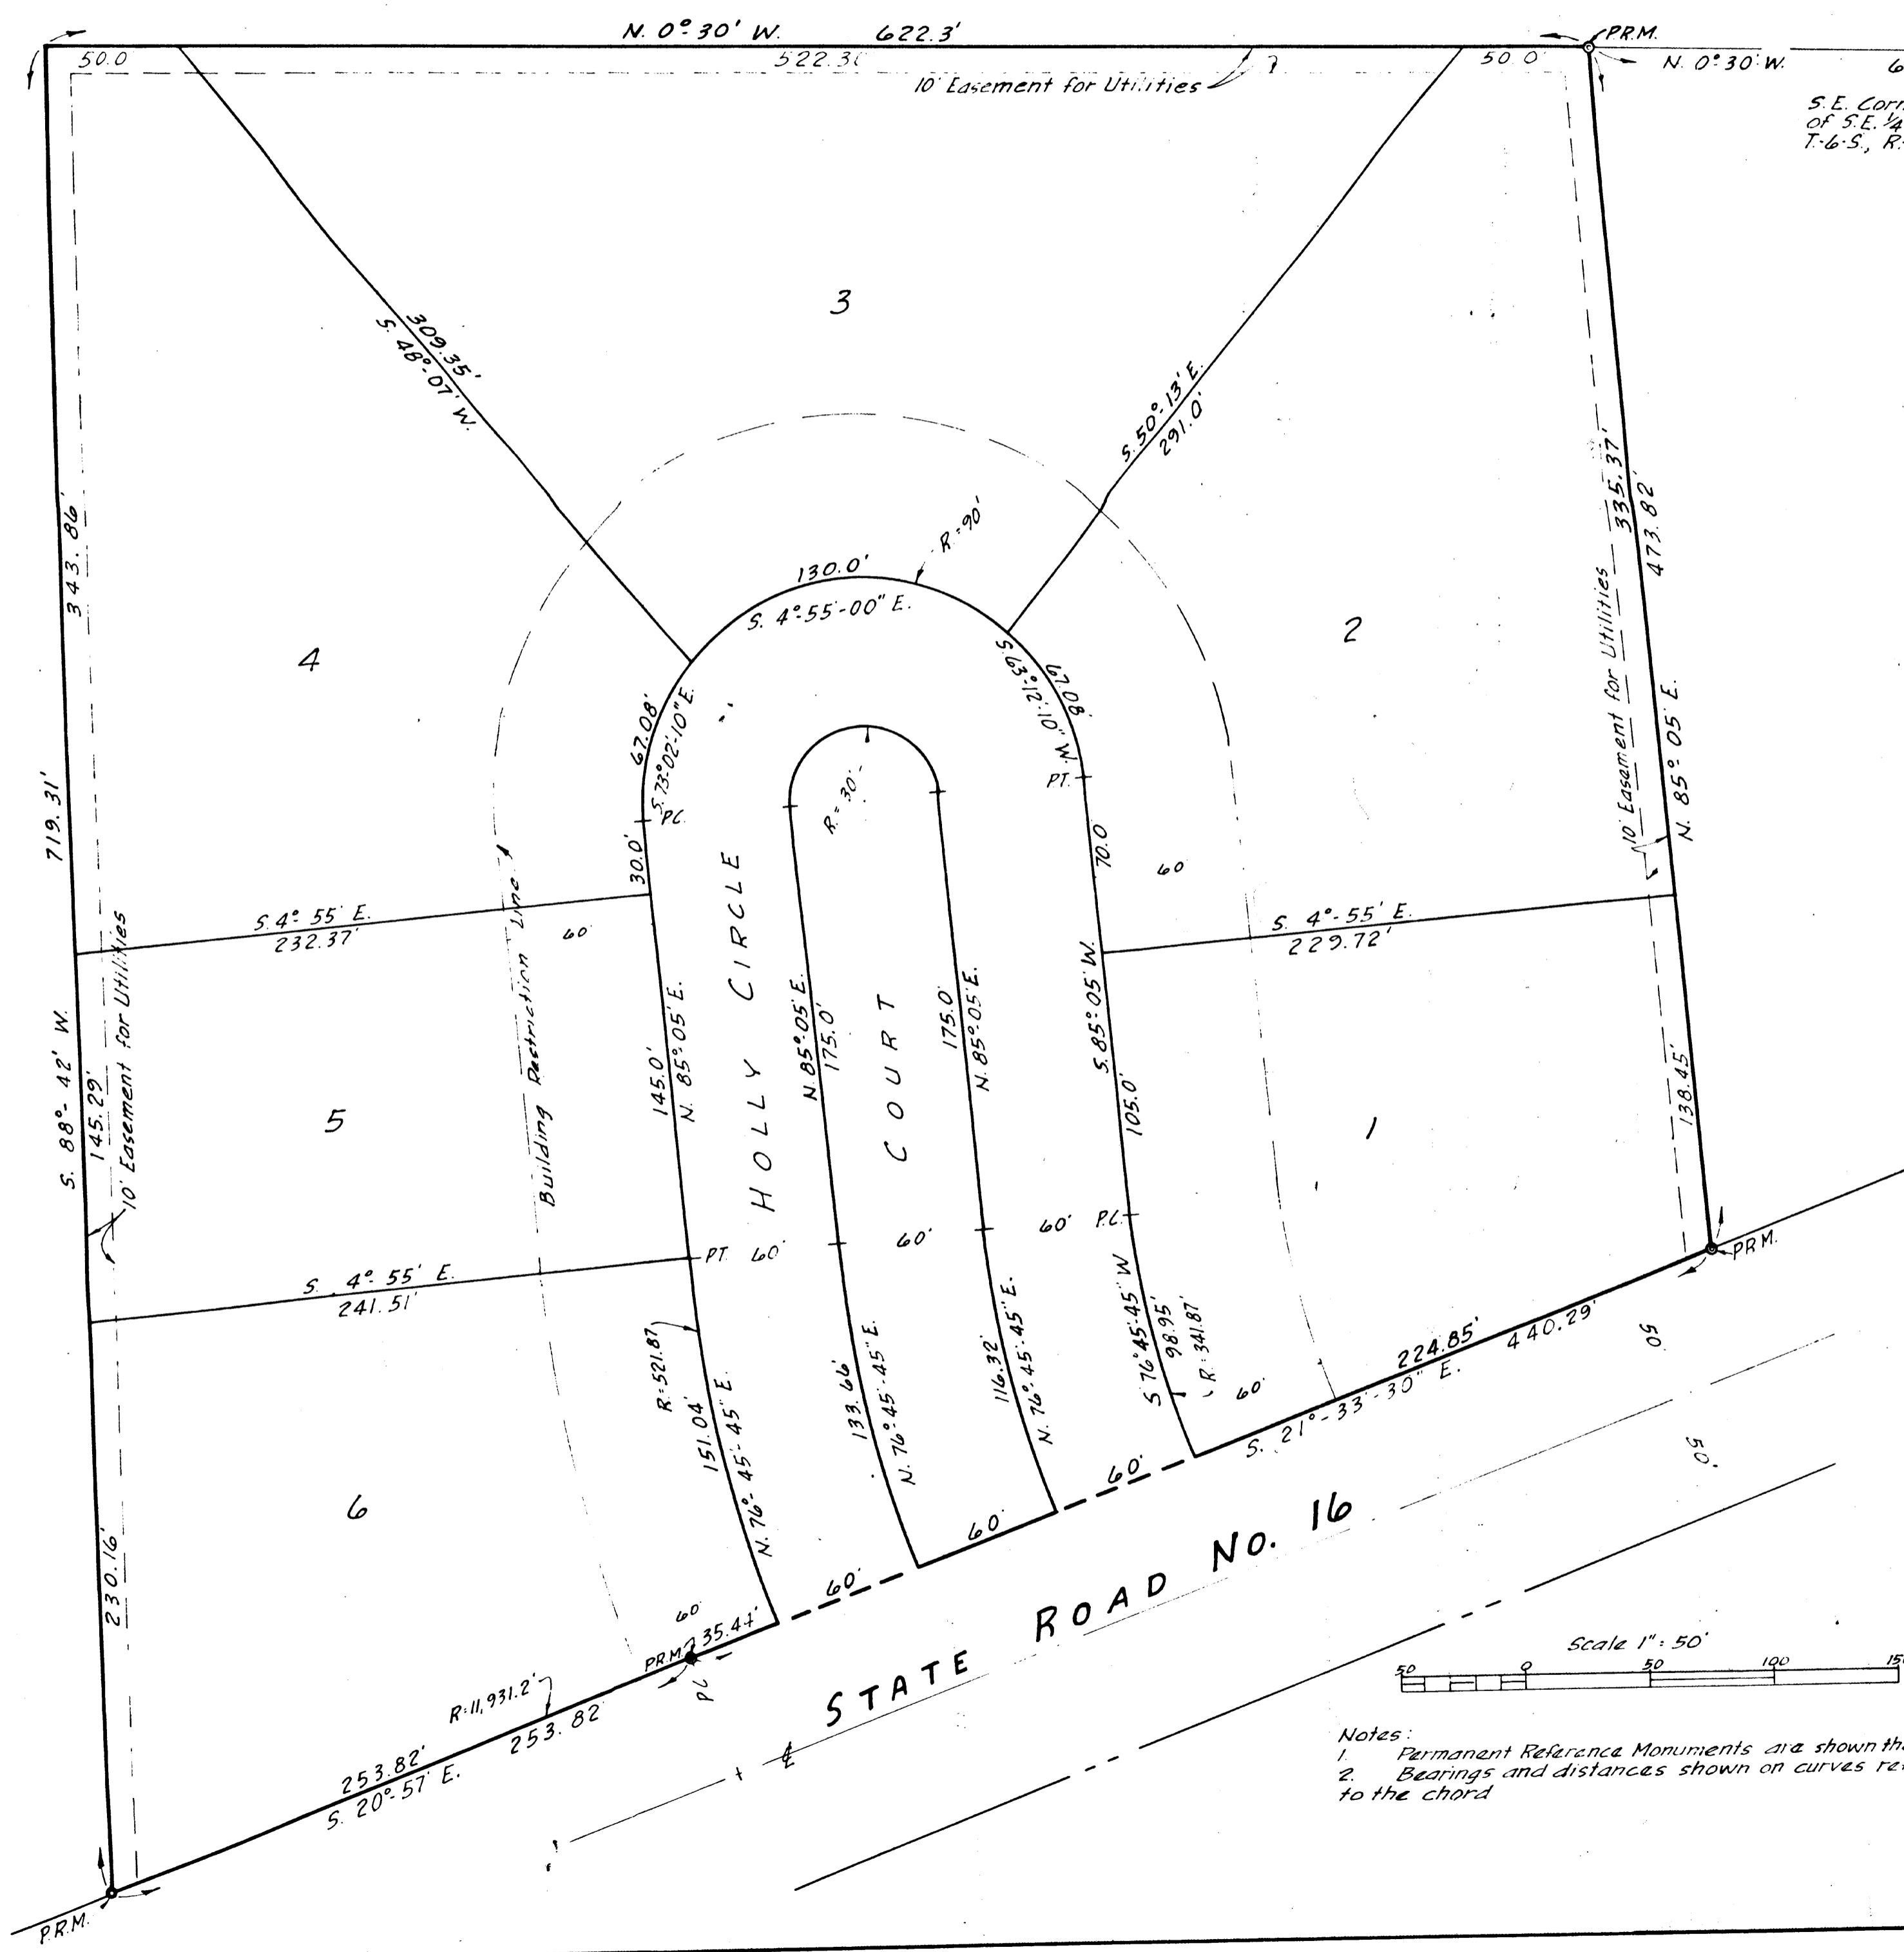 N. 0°30' W. 622.3'
P.R.M.
50.0
522.3
50.0
N. 0°30' W.
10' Easement for Utilities
S.E. Corn
of S.E. 1/4
T-6-S., R.
3
309.35'
S. 48°-07' W.
S. 50°-13' E.
291.0'
R.=90'
130.0'
S. 4°-55'-00" E.
4
2
343.86'
335.37'
473.82'
10' Easement for Utilities
67.08'
S. 73°-02'-10" E.
67.08'
S. 63°-12'-10" W.
PT.
P.C.
R.=30'
719.31'
N. 85°05' E.
30.0'
70.0'
60'
S. 4°55' E.
232.37'
60'
S. 4°-55' E.
229.72'
Building Restriction Line
HOLLY CIRCLE
COURT
N. 85°-05' E.
175.0'
175.0'
N. 85°-05' E.
S. 85°-05' W.
105.0'
145.0'
N. 85°05' E.
S. 88°-42' W.
145.29'
10' Easement for Utilities
5
1
138.45'
S. 4°-55' E.
241.51'
PT.
60'
60'
60'
P.C.
P.R.M.
R=521.87
151.04'
N. 76°-45'-45" E.
133.66'
N. 76°-45'-45" E.
116.32'
N. 76°-45'-45" E.
S. 76°45'-45" W
98.95'
R=341.87'
60'
224.85'
440.29'
S. 21°-33'-30" E.
50'
50'
6
230.16'
60'
60'
60'
60'
35.44'
P.R.M.
P.C.
R=11,931.2'
253.82'
253.82'
S. 20°-57' E.
STATE ROAD NO. 16
℄
P.R.M.
Scale 1"=50'
50 0 50 100 15
Notes:
1. Permanent Reference Monuments are shown
2. Bearings and distances shown on curves
to the chord